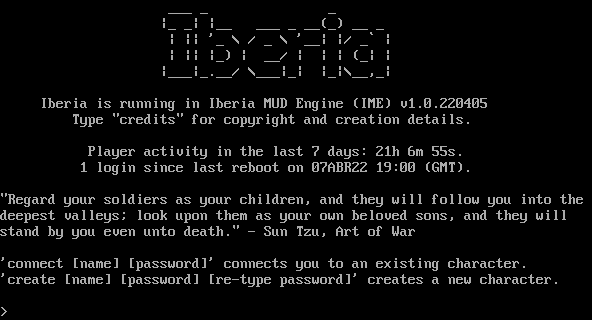 Iberia
Iberia is running in Iberia MUD Engine (IME) v1.0.220405
Type "credits" for copyright and creation details.
Player activity in the last 7 days: 21h 6m 55s.
1 login since last reboot on 07ABR22 19:00 (GMT).
"Regard your soldiers as your children, and they will follow you into the
deepest valleys; look upon them as your own beloved sons, and they will
stand by you even unto death." - Sun Tzu, Art of War
'connect [name] [password]' connects you to an existing character.
'create [name] [password] [re-type password]' creates a new character.
>